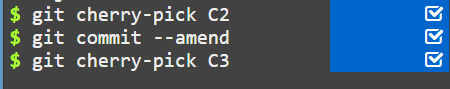 $ git cherry-pick C2
$ git commit --amend
$ git cherry-pick C3